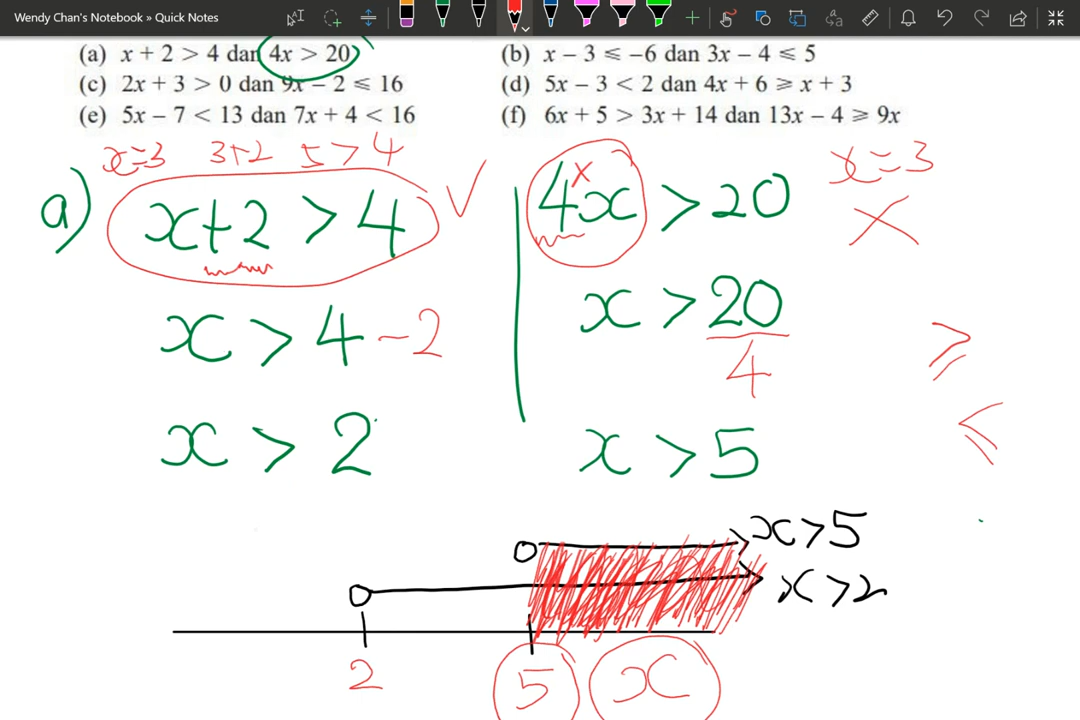 Wendy Chan's Notebook » Quick Notes
(a) x + 2 > 4 dan 4x > 20
(b) x − 3 ⩽ −6 dan 3x − 4 ⩽ 5
(c) 2x + 3 > 0 dan 9x − 2 ⩽ 16
(d) 5x − 3 < 2 dan 4x + 6 ⩾ x + 3
(e) 5x − 7 < 13 dan 7x + 4 < 16
(f) 6x + 5 > 3x + 14 dan 13x − 4 ⩾ 9x
x=3 3+2 5 > 4
x=3
a) x+2 > 4 ✓
4x > 20 ×
x > 4 −2
x > 20/4
⩾
⩽
x > 2
x > 5
x>5
x>2
2 5 x